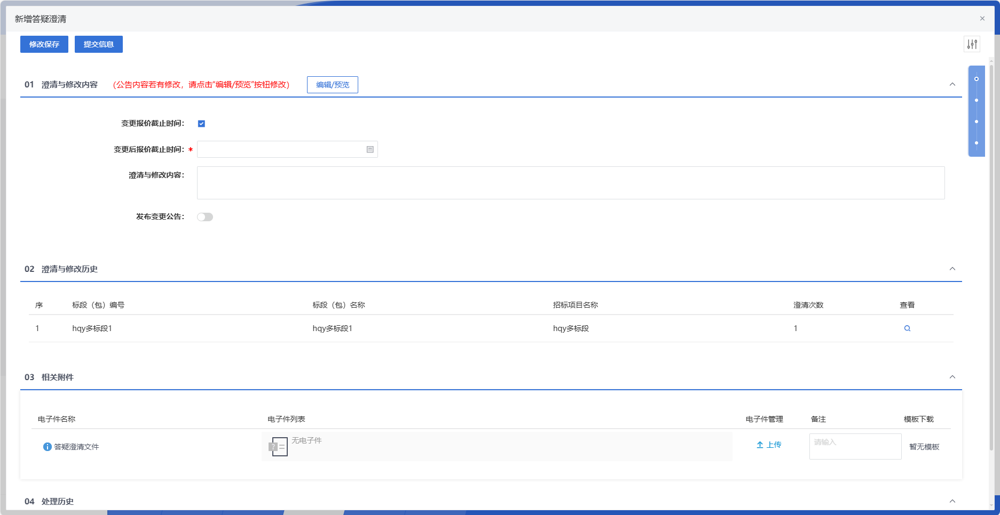 新增答疑澄清
修改保存 提交信息
01 澄清与修改内容 (公告内容若有修改，请点击“编辑/预览”按钮修改) 编辑/预览
变更报价截止时间：
变更后报价截止时间：*
澄清与修改内容：
发布变更公告：
02 澄清与修改历史
序 标段（包）编号 标段（包）名称 招标项目名称 澄清次数 查看
1 hqy多标段1 hqy多标段1 hqy多标段 1
03 相关附件
电子件名称 电子件列表 电子件管理 备注 模板下载
答疑澄清文件 无电子件 上传 请输入 暂无模板
04 处理历史